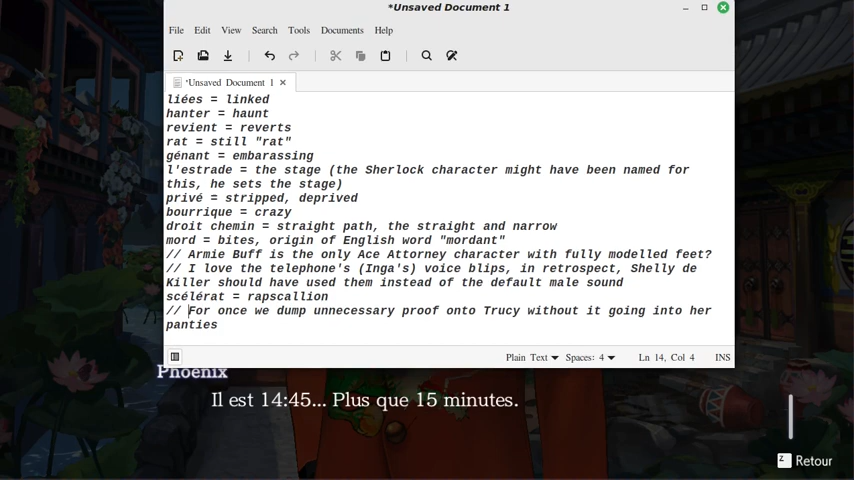 *Unsaved Document 1
File Edit View Search Tools Documents Help
*Unsaved Document 1
liées = linked
hanter = haunt
revient = reverts
rat = still "rat"
gênant = embarassing
l'estrade = the stage (the Sherlock character might have been named for
this, he sets the stage)
privé = stripped, deprived
bourrique = crazy
droit chemin = straight path, the straight and narrow
mord = bites, origin of English word "mordant"
// Armie Buff is the only Ace Attorney character with fully modelled feet?
// I love the telephone's (Inga's) voice blips, in retrospect, Shelly de
Killer should have used them instead of the default male sound
scélérat = rapscallion
// For once we dump unnecessary proof onto Trucy without it going into her
panties
Plain Text Spaces: 4 Ln 14, Col 4 INS
Phoenix
Il est 14:45... Plus que 15 minutes.
Z Retour